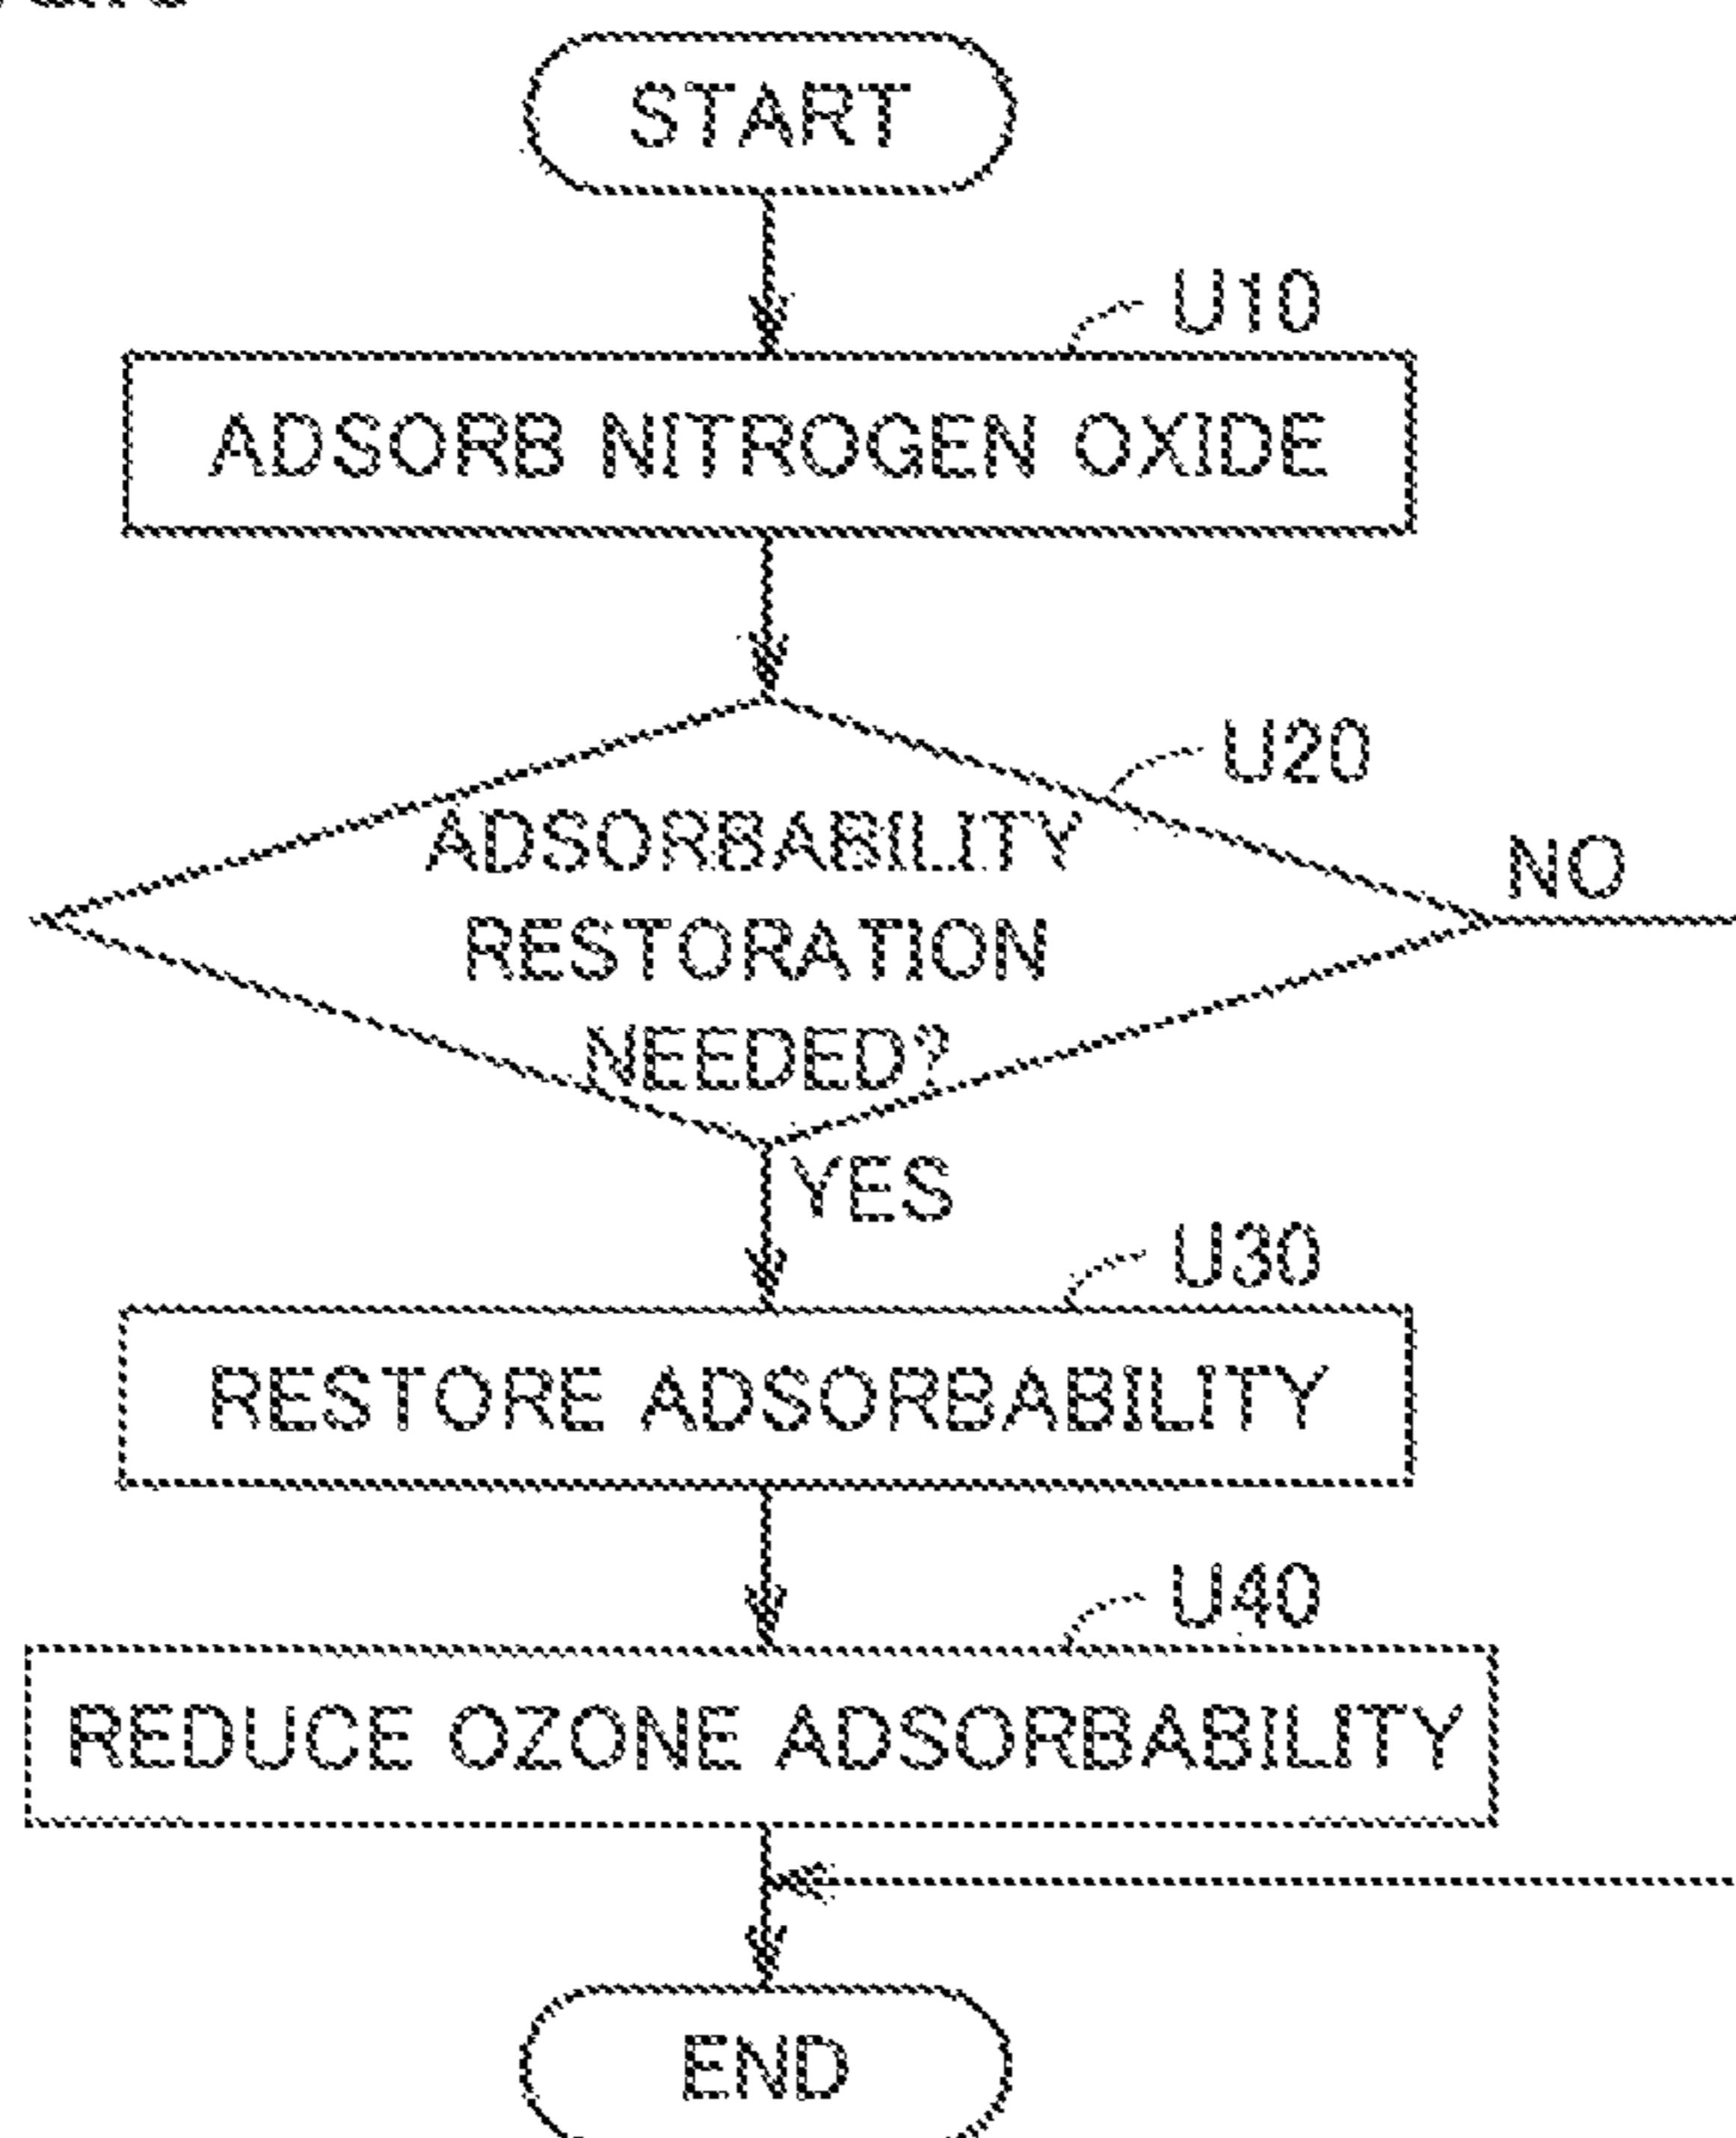 START
U10
ADSORB NITROGEN OXIDE
U20
ADSORBABILITY
RESTORATION
NEEDED?
NO
YES
U30
RESTORE ADSORBABILITY
U40
REDUCE OZONE ADSORBABILITY
END